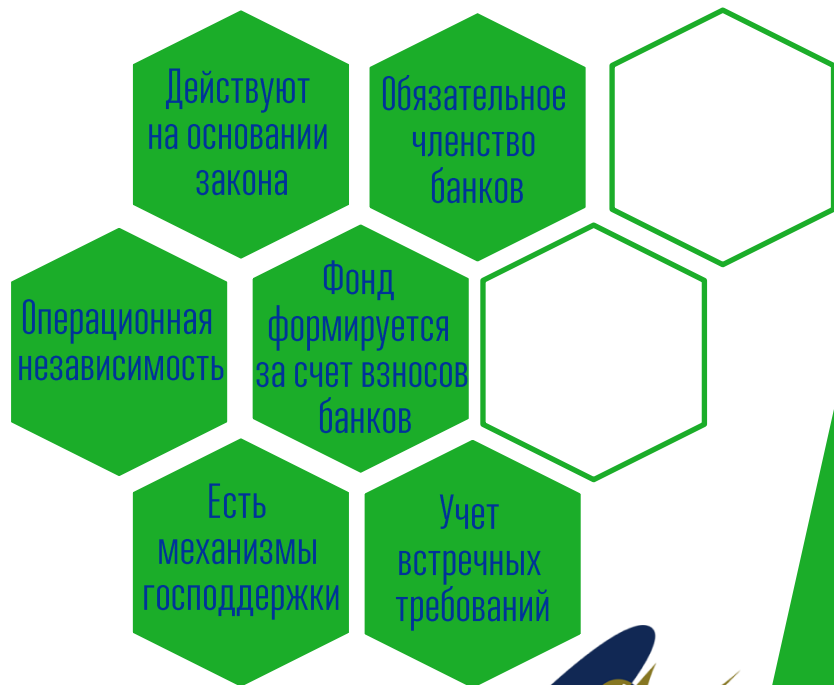 Действуют
на основании
закона
Обязательное
членство
банков
Операционная
независимость
Фонд
формируется
за счет взносов
банков
Есть
механизмы
господдержки
Учет
встречных
требований